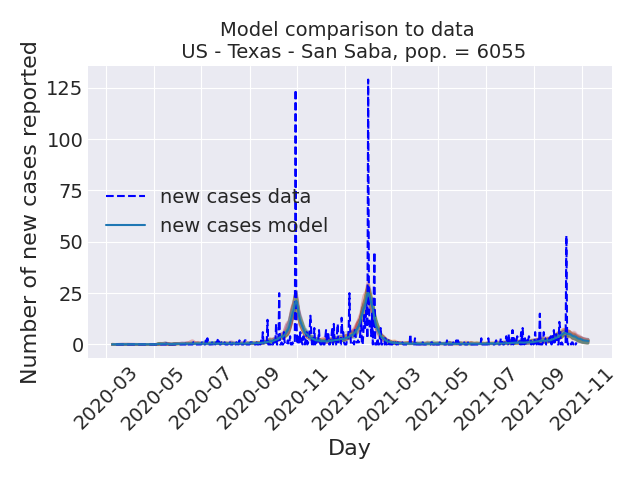 Model comparison to data
US - Texas - San Saba, pop. = 6055
Number of new cases reported
125
100
75
50
25
0
new cases data
new cases model
2020-03
2020-05
2020-07
2020-09
2020-11
2021-01
2021-03
2021-05
2021-07
2021-09
2021-11
Day